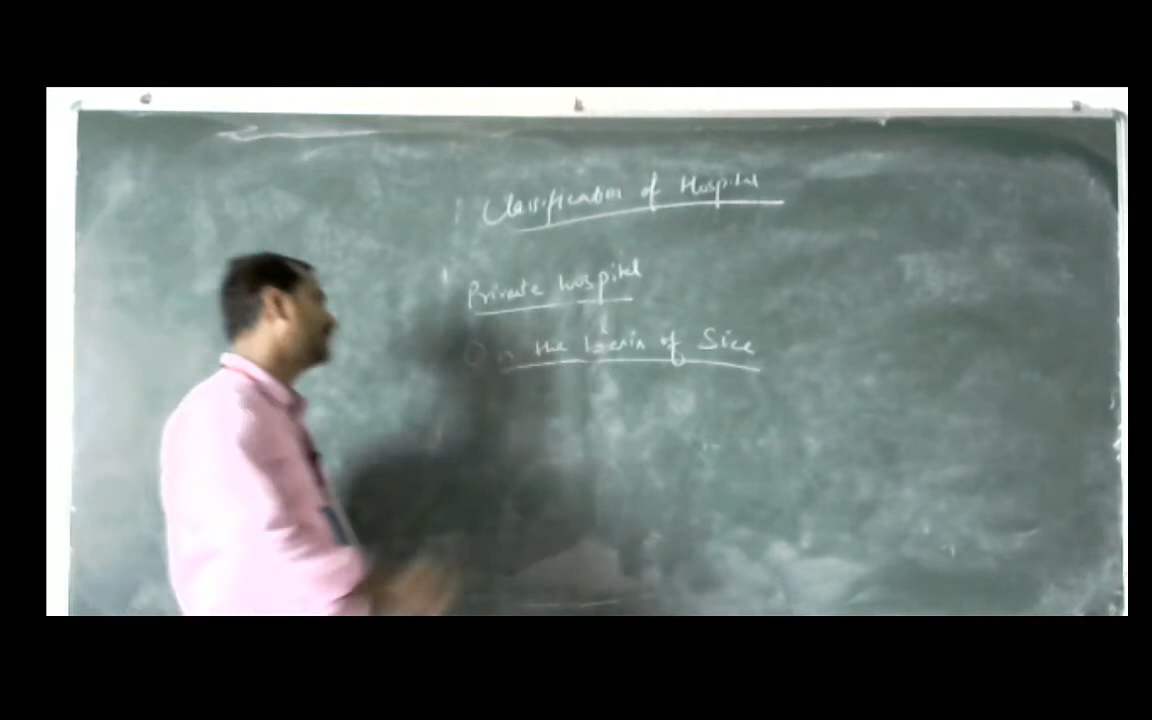 Classification of Hospital
Private hospital
On the basis of Size